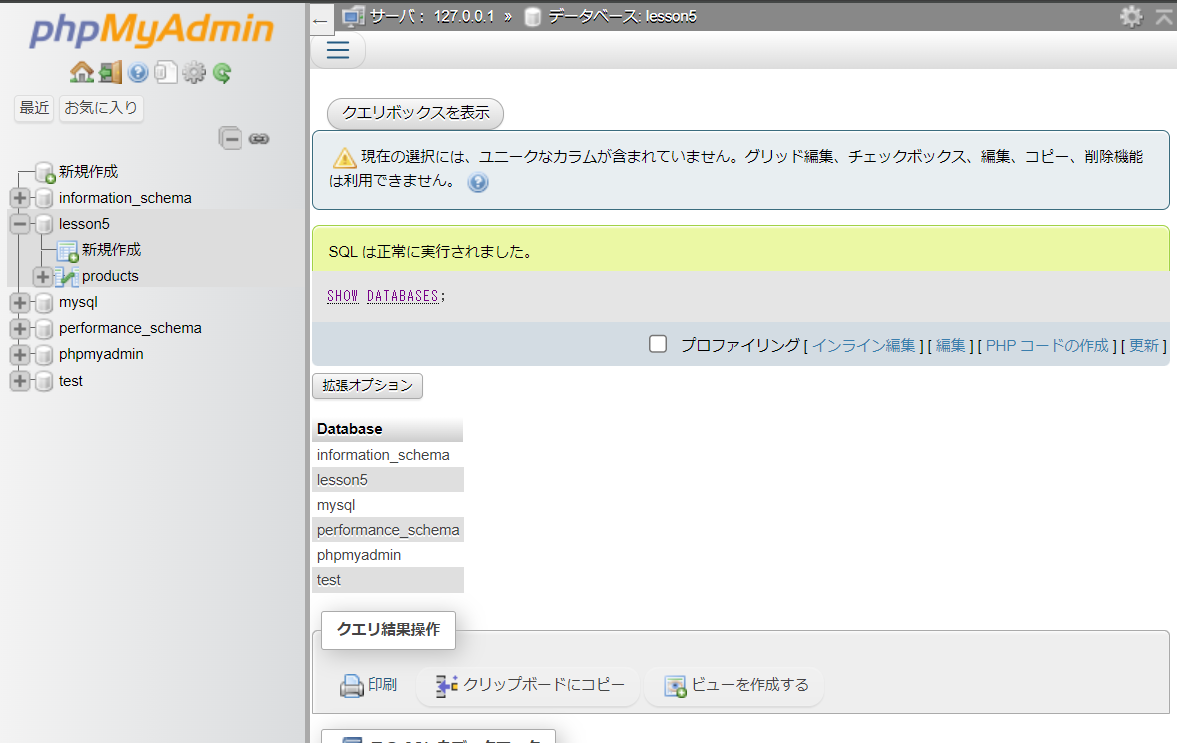 phpMyAdmin
最近 お気に入り
新規作成
information_schema
lesson5
新規作成
products
mysql
performance_schema
phpmyadmin
test
← サーバ: 127.0.0.1 » データベース: lesson5
クエリボックスを表示
現在の選択には、ユニークなカラムが含まれていません。グリッド編集、チェックボックス、編集、コピー、削除機能
は利用できません。
SQL は正常に実行されました。
SHOW DATABASES;
プロファイリング [ インライン編集 ] [ 編集 ] [ PHP コードの作成 ] [ 更新 ]
拡張オプション
Database
information_schema
lesson5
mysql
performance_schema
phpmyadmin
test
クエリ結果操作
印刷 クリップボードにコピー ビューを作成する